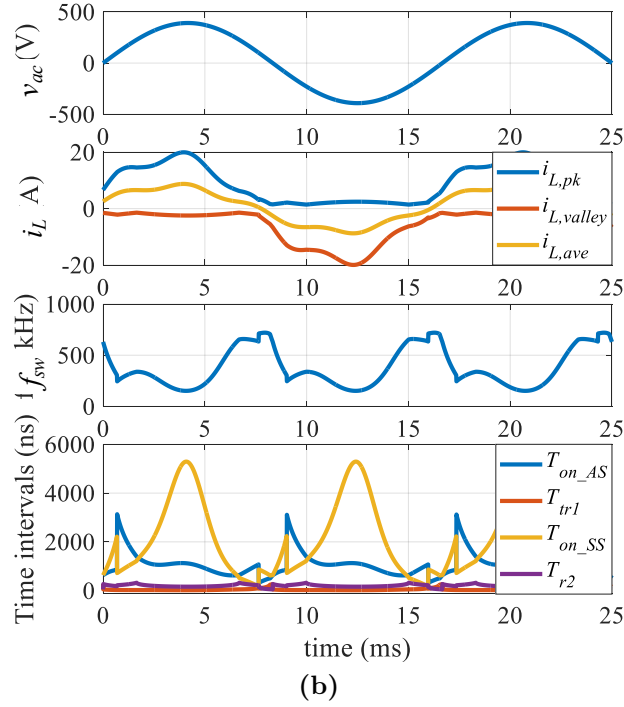 500
0
-500
v_ac (V)
0 5 10 15 20 25
20
0
-20
i_L (A)
i_L,pk
i_L,valley
i_L,ave
0 5 10 15 20 25
1000
500
0
f_sw kHz)
0 5 10 15 20 25
6000
4000
2000
0
Time intervals (ns)
T_on_AS
T_tr1
T_on_SS
T_r2
0 5 10 15 20 25
time (ms)
(b)